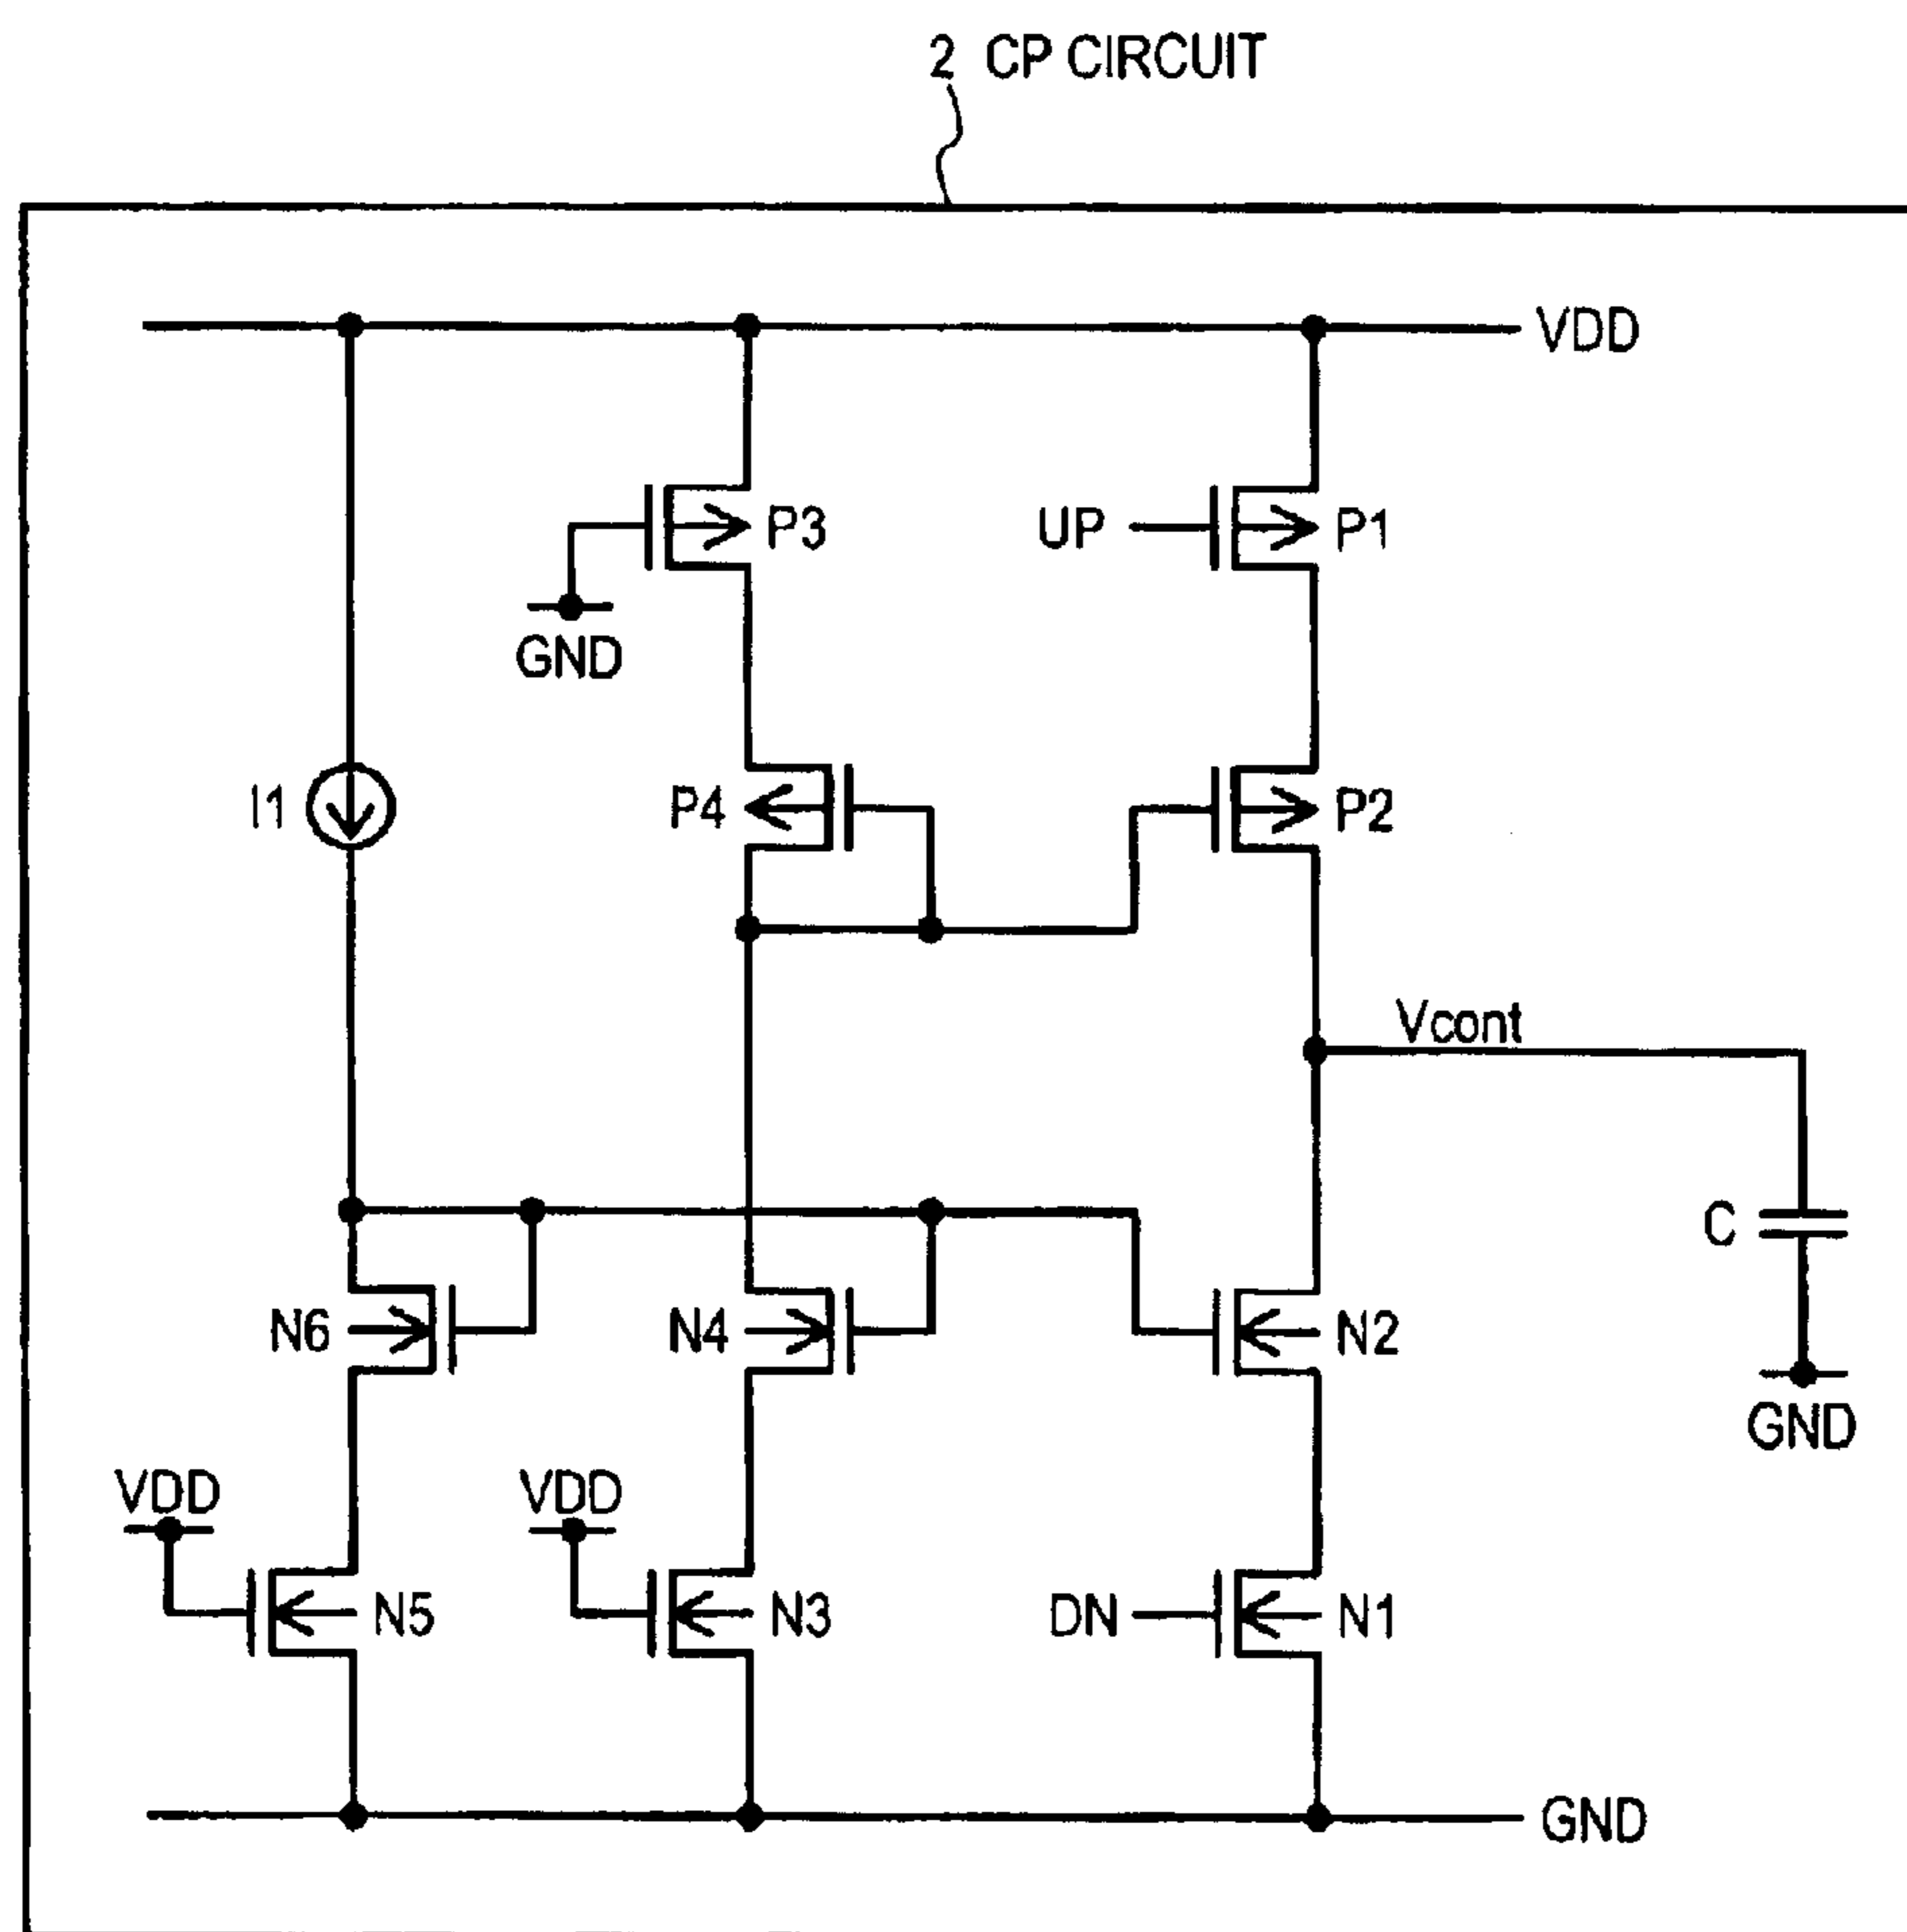 2 CP CIRCUIT
VDD
P3
UP
P1
GND
I1
P4
P2
Vcont
C
N6
N4
N2
GND
VDD
VDD
N5
N3
DN
N1
GND